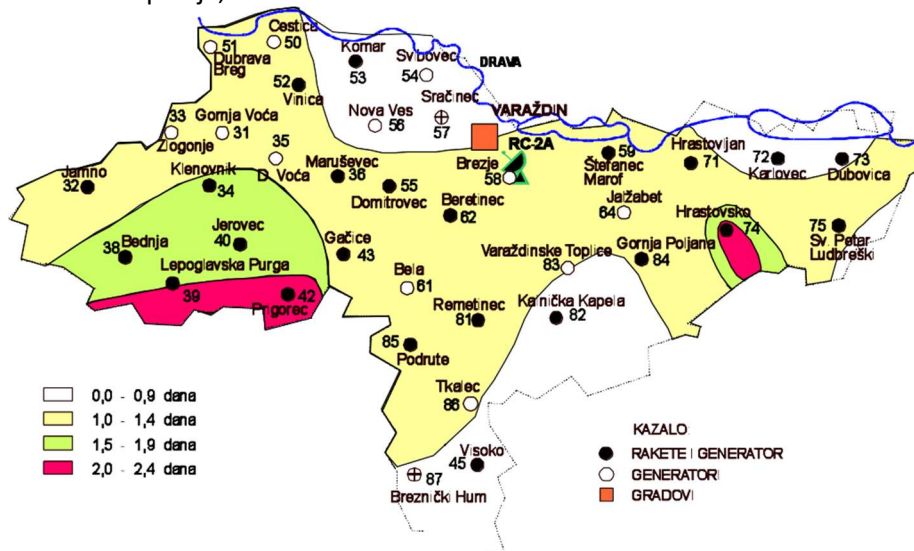 Cestica
50
51
Dubrava
Breg
Komar
53
Svibovec
54
DRAVA
52
Vinica
Sračinec
57
Nova Ves
56
VARAŽDIN
33
Zlogonje
Gornja Voća
31
35
D. Voća
RC-2A
Brezje
58
59
Štefanec
Marof
Hrastovljan
71
72
Karlovec
73
Dubovica
Jamno
32
Klenovnik
34
Maruševec
36
55
Domitrovec
Beretinec
62
Jalžabet
64
Hrastovsko
74
75
Sv. Petar
Ludbreški
38
Bednja
Jerovec
40
Gačice
43
Varaždinske Toplice
83
Gornja Poljana
84
Lepoglavska Purga
39
42
Prigorec
Bela
61
Remetinec
81
Kalnička Kapela
82
85
Podrute
Tkalec
86
Visoko
45
87
Breznički Hum
0,0 - 0,9 dana
1,0 - 1,4 dana
1,5 - 1,9 dana
2,0 - 2,4 dana
KAZALO:
RAKETE I GENERATOR
GENERATORI
GRADOVI